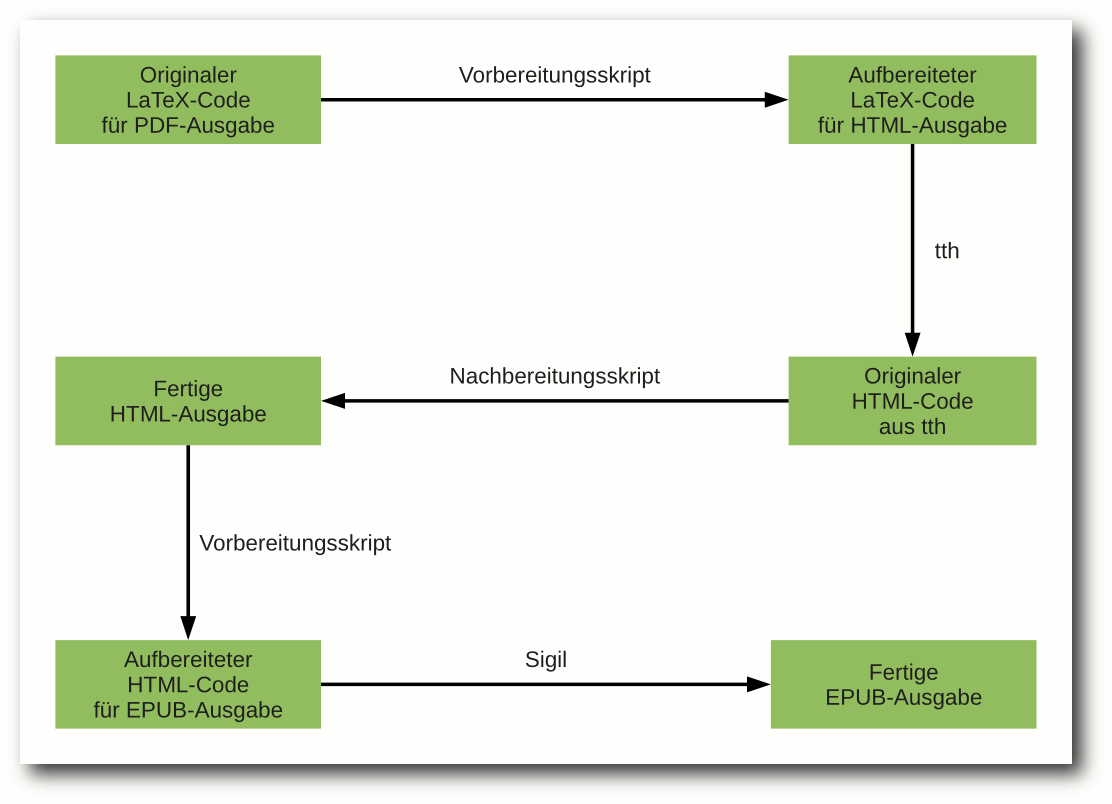 Originaler
LaTeX-Code
für PDF-Ausgabe
Vorbereitungsskript
Aufbereiteter
LaTeX-Code
für HTML-Ausgabe
tth
Originaler
HTML-Code
aus tth
Nachbereitungsskript
Fertige
HTML-Ausgabe
Vorbereitungsskript
Aufbereiteter
HTML-Code
für EPUB-Ausgabe
Sigil
Fertige
EPUB-Ausgabe